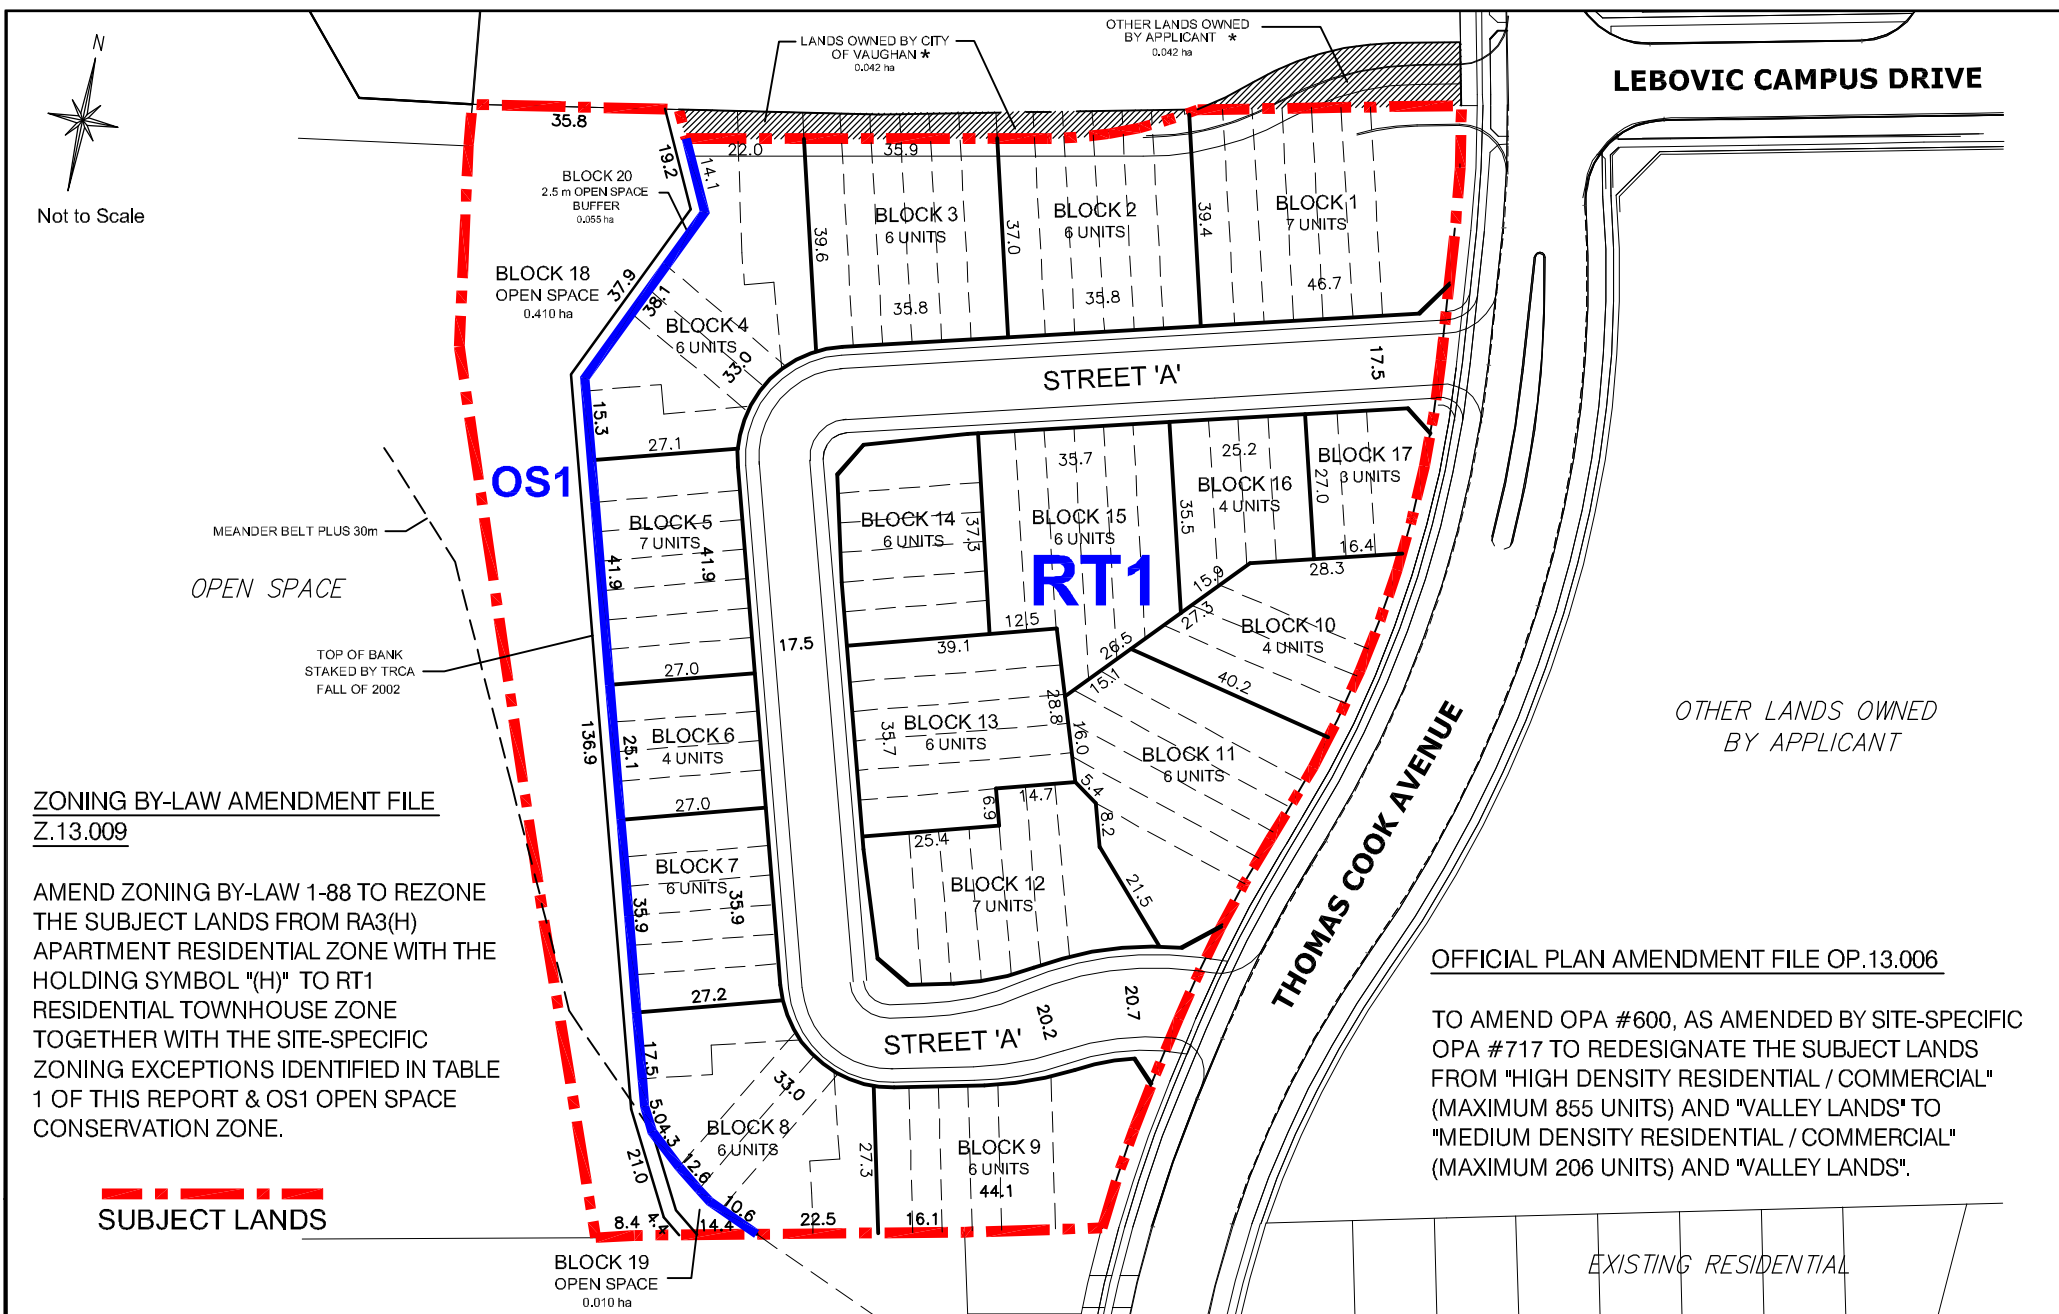 N
Not to Scale
LANDS OWNED BY CITY
OF VAUGHAN *
0.042 ha
OTHER LANDS OWNED
BY APPLICANT *
0.042 ha
LEBOVIC CAMPUS DRIVE
35.8
19.2
14.1
22.0
35.9
BLOCK 20
2.5 m OPEN SPACE
BUFFER
0.055 ha
BLOCK 3
6 UNITS
39.6
35.8
BLOCK 2
6 UNITS
37.0
35.8
BLOCK 1
7 UNITS
39.4
46.7
BLOCK 18
OPEN SPACE
0.410 ha
37.9
38.1
BLOCK 4
6 UNITS
33.0
STREET 'A'
17.5
15.3
27.1
OS1
MEANDER BELT PLUS 30m
OPEN SPACE
TOP OF BANK
STAKED BY TRCA
FALL OF 2002
BLOCK 5
7 UNITS
41.9
41.9
27.0
BLOCK 14
6 UNITS
37.3
35.7
BLOCK 15
6 UNITS
RT1
12.5
35.5
25.2
BLOCK 16
4 UNITS
27.0
BLOCK 17
3 UNITS
16.4
28.3
15.9
27.3
BLOCK 10
4 UNITS
26.5
15.1
40.2
17.5
39.1
BLOCK 13
6 UNITS
35.7
28.8
16.0
BLOCK 11
6 UNITS
5.4
8.2
21.5
136.9
25.1
BLOCK 6
4 UNITS
27.0
14.7
6.9
25.4
BLOCK 12
7 UNITS
BLOCK 7
6 UNITS
35.9
35.9
27.2
THOMAS COOK AVENUE
OTHER LANDS OWNED
BY APPLICANT
ZONING BY-LAW AMENDMENT FILE
Z.13.009
AMEND ZONING BY-LAW 1-88 TO REZONE
THE SUBJECT LANDS FROM RA3(H)
APARTMENT RESIDENTIAL ZONE WITH THE
HOLDING SYMBOL "(H)" TO RT1
RESIDENTIAL TOWNHOUSE ZONE
TOGETHER WITH THE SITE-SPECIFIC
ZONING EXCEPTIONS IDENTIFIED IN TABLE
1 OF THIS REPORT & OS1 OPEN SPACE
CONSERVATION ZONE.
SUBJECT LANDS
STREET 'A'
20.2
20.7
17.5
33.0
5.0
4.3
BLOCK 8
6 UNITS
12.6
10.6
21.0
4.4
8.4
14.4
22.5
27.3
BLOCK 9
6 UNITS
44.1
16.1
BLOCK 19
OPEN SPACE
0.010 ha
OFFICIAL PLAN AMENDMENT FILE OP.13.006
TO AMEND OPA #600, AS AMENDED BY SITE-SPECIFIC
OPA #717 TO REDESIGNATE THE SUBJECT LANDS
FROM "HIGH DENSITY RESIDENTIAL / COMMERCIAL"
(MAXIMUM 855 UNITS) AND "VALLEY LANDS" TO
"MEDIUM DENSITY RESIDENTIAL / COMMERCIAL"
(MAXIMUM 206 UNITS) AND "VALLEY LANDS".
EXISTING RESIDENTIAL